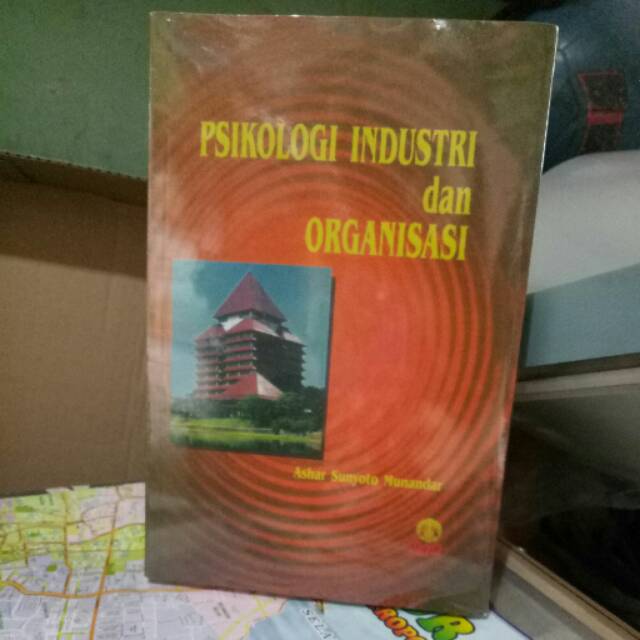 PSIKOLOGI INDUSTRI
dan
ORGANISASI
Ashar Sunyoto Munandar